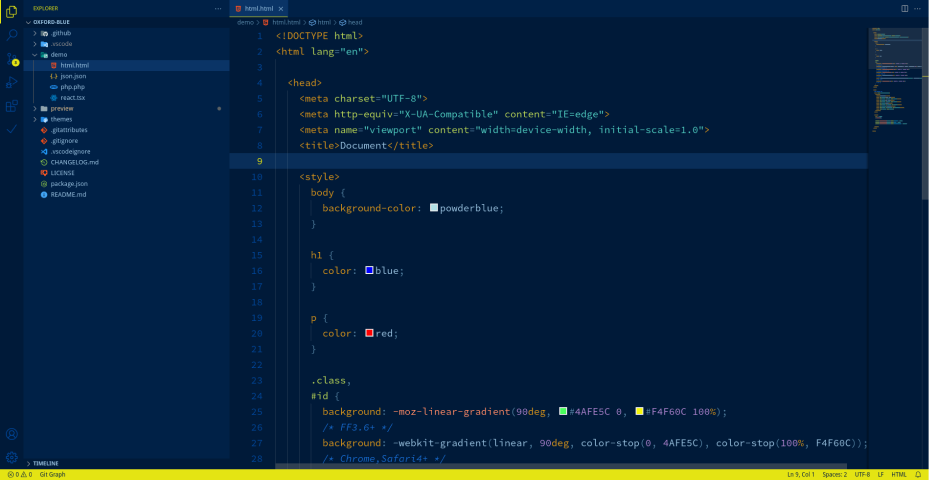 EXPLORER
OXFORD-BLUE
.github
.vscode
demo
html.html
json.json
php.php
react.tsx
preview
themes
.gitattributes
.gitignore
.vscodeignore
CHANGELOG.md
LICENSE
package.json
README.md
TIMELINE
html.html ×
demo > html.html > html > head
1 <!DOCTYPE html>
2 <html lang="en">
3
4 <head>
5 <meta charset="UTF-8">
6 <meta http-equiv="X-UA-Compatible" content="IE=edge">
7 <meta name="viewport" content="width=device-width, initial-scale=1.0">
8 <title>Document</title>
9
10 <style>
11 body {
12 background-color: powderblue;
13 }
14
15 h1 {
16 color: blue;
17 }
18
19 p {
20 color: red;
21 }
22
23 .class,
24 #id {
25 background: -moz-linear-gradient(90deg, #4AFE5C 0, #F4F60C 100%);
26 /* FF3.6+ */
27 background: -webkit-gradient(linear, 90deg, color-stop(0, 4AFE5C), color-stop(100%, F4F60C));
28 /* Chrome,Safari4+ */
0 0 Git Graph Ln 9, Col 1 Spaces: 2 UTF-8 LF HTML